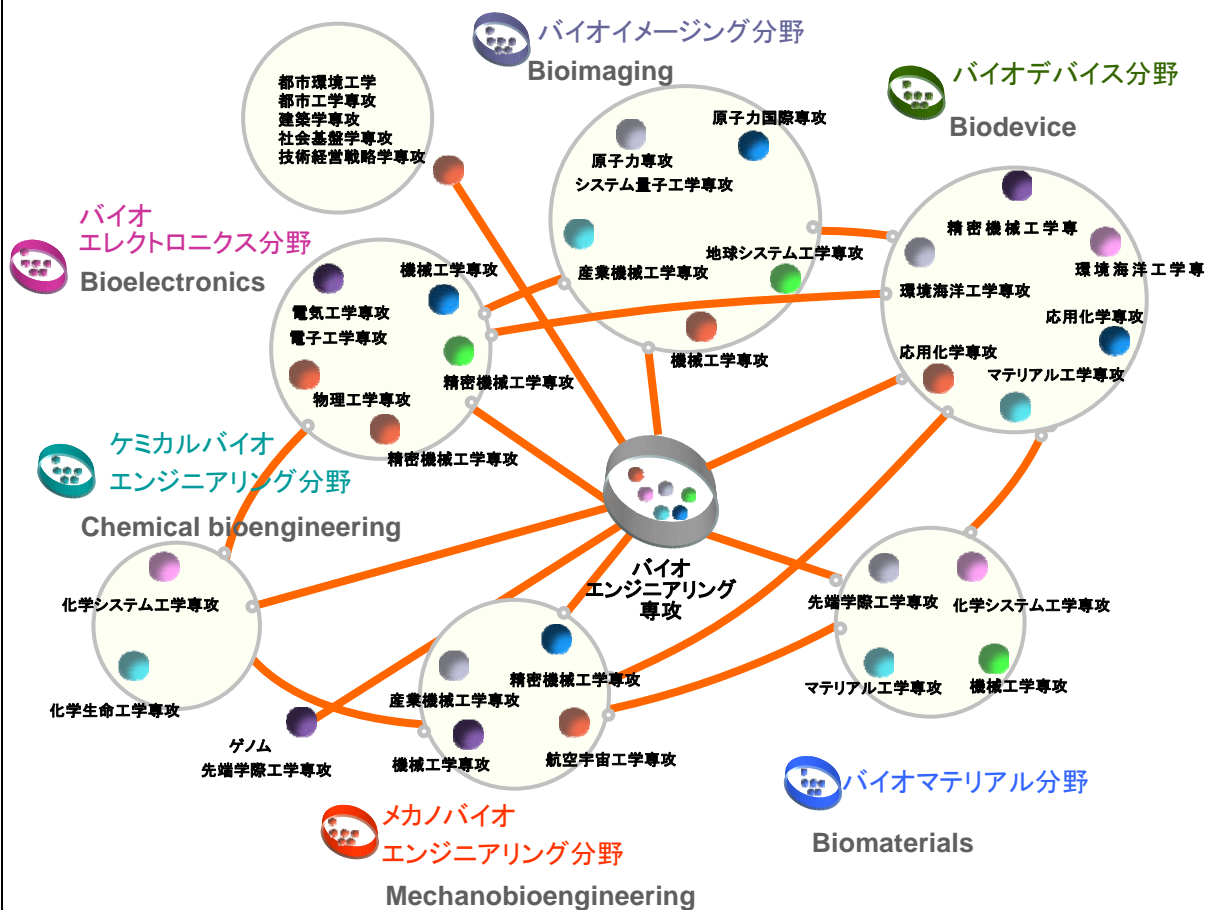 バイオイメージング分野
Bioimaging
バイオデバイス分野
Biodevice
都市環境工学
都市工学専攻
建築学専攻
社会基盤学専攻
技術経営戦略学専攻
原子力国際専攻
原子力専攻
システム量子工学専攻
地球システム工学専攻
産業機械工学専攻
機械工学専攻
精密機械工学専
環境海洋工学専
環境海洋工学専攻
応用化学専攻
応用化学専攻
マテリアル工学専攻
バイオ
エレクトロニクス分野
Bioelectronics
機械工学専攻
電気工学専攻
電子工学専攻
精密機械工学専攻
物理工学専攻
精密機械工学専攻
ケミカルバイオ
エンジニアリング分野
Chemical bioengineering
化学システム工学専攻
化学生命工学専攻
バイオ
エンジニアリング
専攻
先端学際工学専攻
化学システム工学専攻
マテリアル工学専攻
機械工学専攻
精密機械工学専攻
産業機械工学専攻
機械工学専攻
航空宇宙工学専攻
ゲノム
先端学際工学専攻
バイオマテリアル分野
Biomaterials
メカノバイオ
エンジニアリング分野
Mechanobioengineering